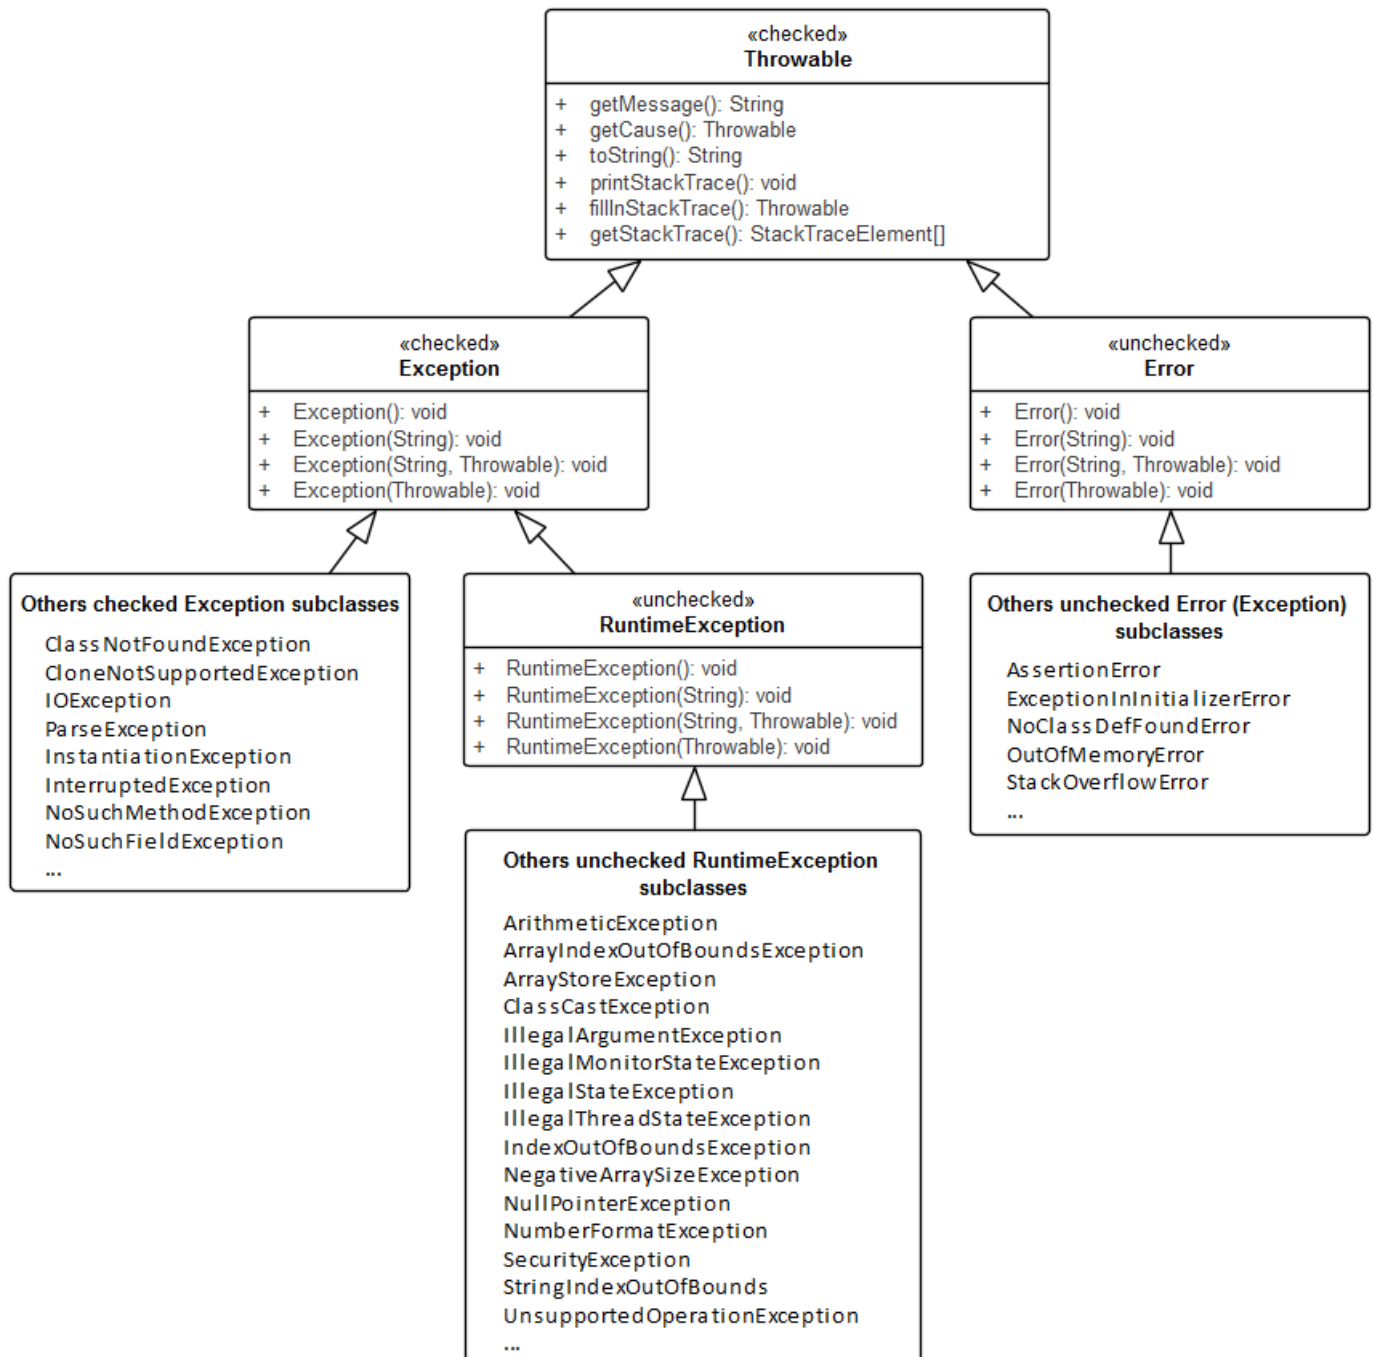 «checked»
Throwable
+ getMessage(): String
+ getCause(): Throwable
+ toString(): String
+ printStackTrace(): void
+ fillInStackTrace(): Throwable
+ getStackTrace(): StackTraceElement[]
«checked»
Exception
+ Exception(): void
+ Exception(String): void
+ Exception(String, Throwable): void
+ Exception(Throwable): void
«unchecked»
Error
+ Error(): void
+ Error(String): void
+ Error(String, Throwable): void
+ Error(Throwable): void
Others checked Exception subclasses
ClassNotFoundException
CloneNotSupportedException
IOException
ParseException
InstantiationException
InterruptedException
NoSuchMethodException
NoSuchFieldException
...
«unchecked»
RuntimeException
+ RuntimeException(): void
+ RuntimeException(String): void
+ RuntimeException(String, Throwable): void
+ RuntimeException(Throwable): void
Others unchecked Error (Exception)
subclasses
AssertionError
ExceptionInInitializerError
NoClassDefFoundError
OutOfMemoryError
StackOverflowError
...
Others unchecked RuntimeException
subclasses
ArithmeticException
ArrayIndexOutOfBoundsException
ArrayStoreException
ClassCastException
IllegalArgumentException
IllegalMonitorStateException
IllegalStateException
IllegalThreadStateException
IndexOutOfBoundsException
NegativeArraySizeException
NullPointerException
NumberFormatException
SecurityException
StringIndexOutOfBounds
UnsupportedOperationException
...